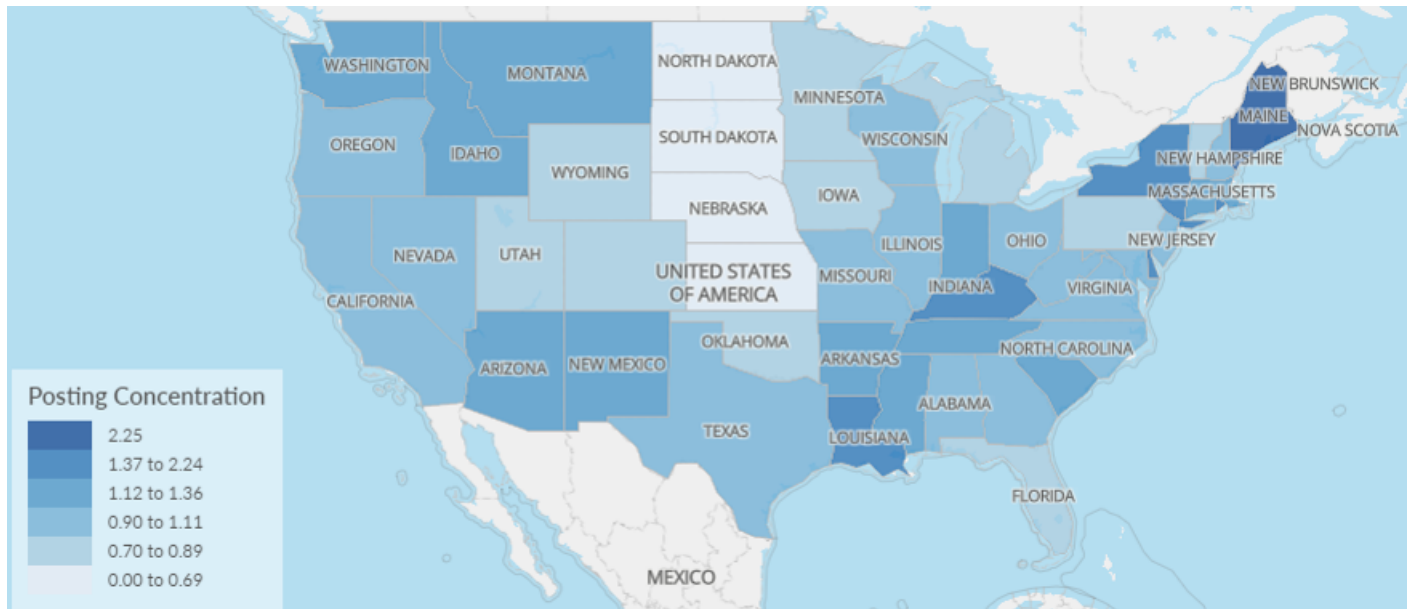 NEW BRUNSWICK
NORTH DAKOTA
WASHINGTON
MONTANA
MINNESOTA
MAINE
NOVA SCOTIA
SOUTH DAKOTA
WISCONSIN
OREGON
IDAHO
NEW HAMPSHIRE
WYOMING
MASSACHUSETTS
IOWA
NEBRASKA
NEW JERSEY
ILLINOIS
OHIO
NEVADA
UTAH
UNITED STATES
OF AMERICA
MISSOURI
INDIANA
VIRGINIA
CALIFORNIA
OKLAHOMA
NORTH CAROLINA
ARKANSAS
ARIZONA
NEW MEXICO
ALABAMA
TEXAS
LOUISIANA
FLORIDA
MEXICO
Posting Concentration
2.25
1.37 to 2.24
1.12 to 1.36
0.90 to 1.11
0.70 to 0.89
0.00 to 0.69